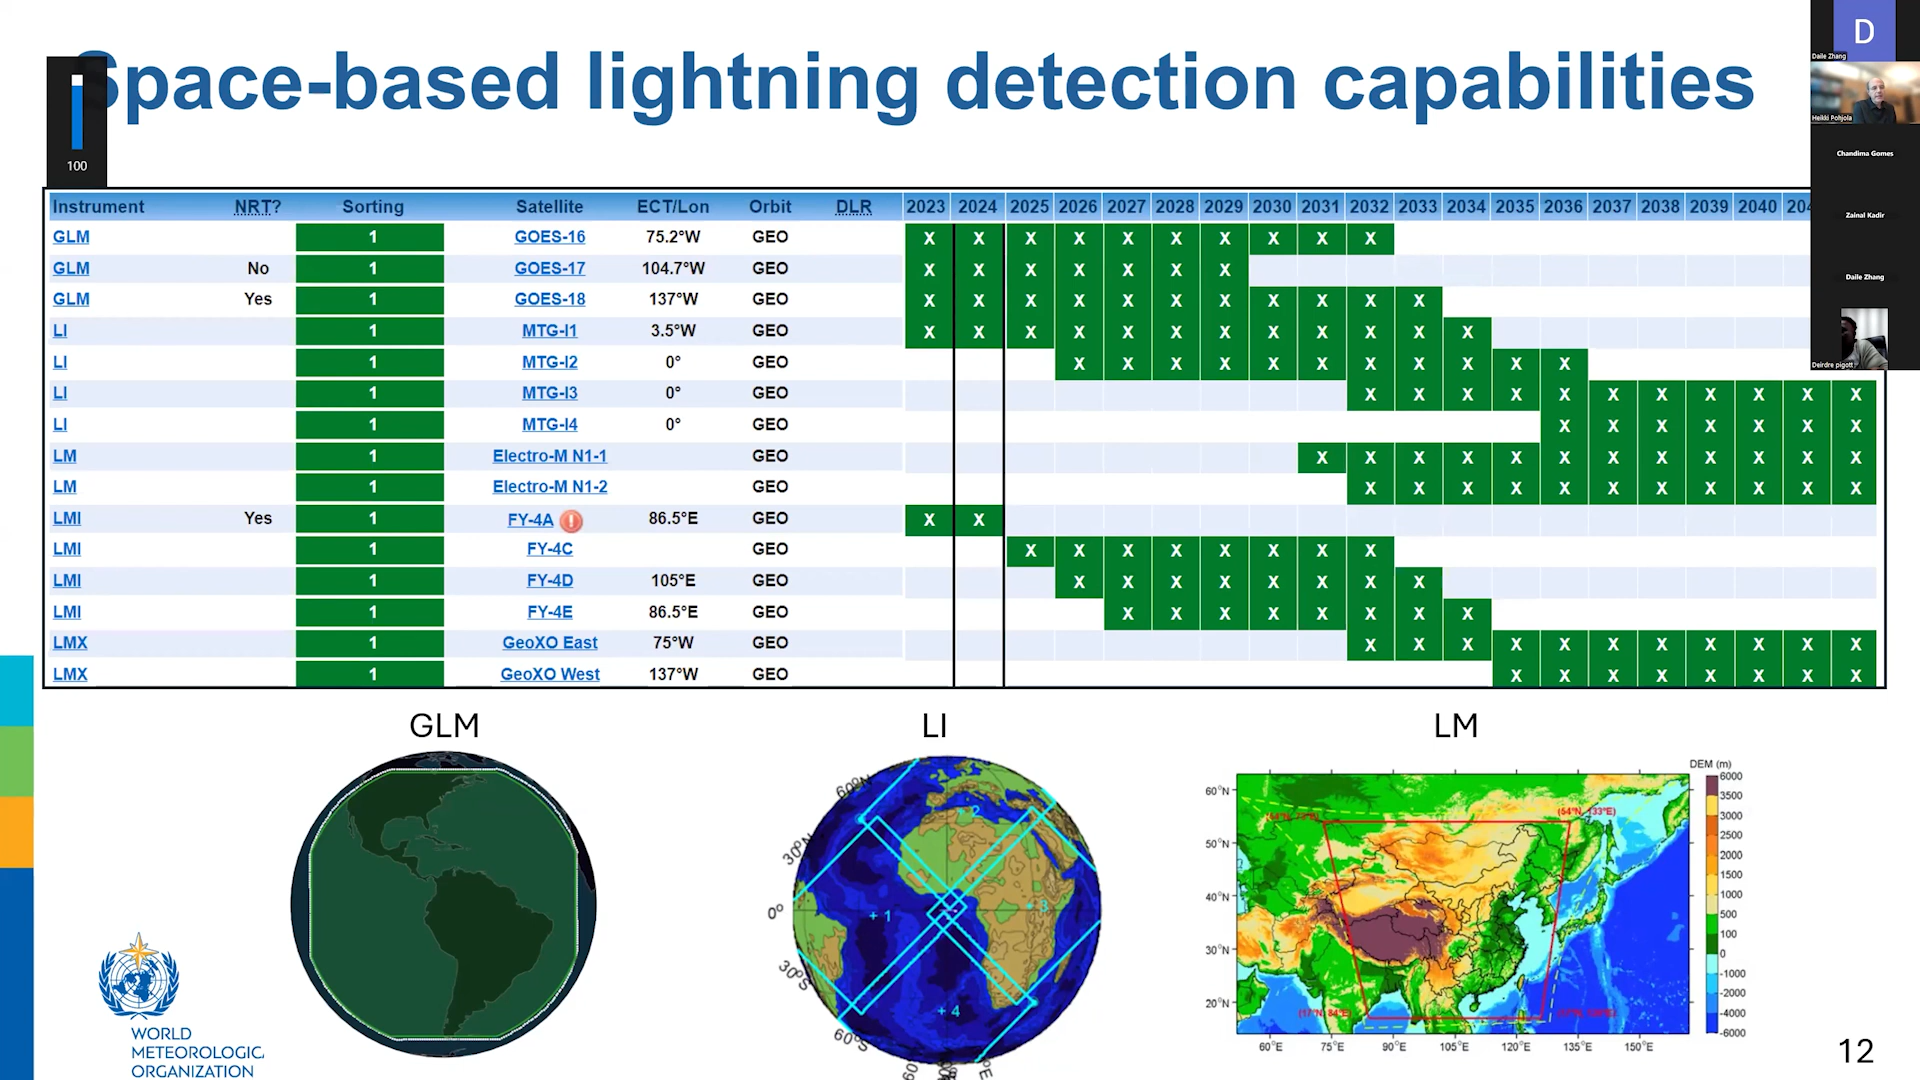 Space-based lightning detection capabilities
100
D
Daile Zhang
Heikki Pohjola
Chandima Gomes
Zainal Kadir
Daile Zhang
Deirdre pigott
Instrument NRT? Sorting Satellite ECT/Lon Orbit DLR 2023 2024 2025 2026 2027 2028 2029 2030 2031 2032 2033 2034 2035 2036 2037 2038 2039 2040
GLM 1 GOES-16 75.2°W GEO X X X X X X X X X X
GLM No 1 GOES-17 104.7°W GEO X X X X X X X
GLM Yes 1 GOES-18 137°W GEO X X X X X X X X X X X
LI 1 MTG-I1 3.5°W GEO X X X X X X X X X X X X
LI 1 MTG-I2 0° GEO X X X X X X X X X X X
LI 1 MTG-I3 0° GEO X X X X X X X X X X X
LI 1 MTG-I4 0° GEO X X X X X X X
LM 1 Electro-M N1-1 GEO X X X X X X X X X X X X
LM 1 Electro-M N1-2 GEO X X X X X X X X X X X
LMI Yes 1 FY-4A ! 86.5°E GEO X X
LMI 1 FY-4C GEO X X X X X X X X
LMI 1 FY-4D 105°E GEO X X X X X X X X
LMI 1 FY-4E 86.5°E GEO X X X X X X X X
LMX 1 GeoXO East 75°W GEO X X X X X X X X X X X
LMX 1 GeoXO West 137°W GEO X X X X X X X X
GLM LI LM
60°N
30°N
0°
30°S
60°S
+ 1
2
3
+ 4
DEM (m)
6000
3500
3000
2500
2000
1500
1000
500
100
0
-1000
-2000
-4000
-6000
60°N
50°N
40°N
30°N
20°N
(54°N, 133°E)
(17°N, 84°E)
60°E 75°E 90°E 105°E 120°E 135°E 150°E
WORLD
METEOROLOGICAL
ORGANIZATION
12